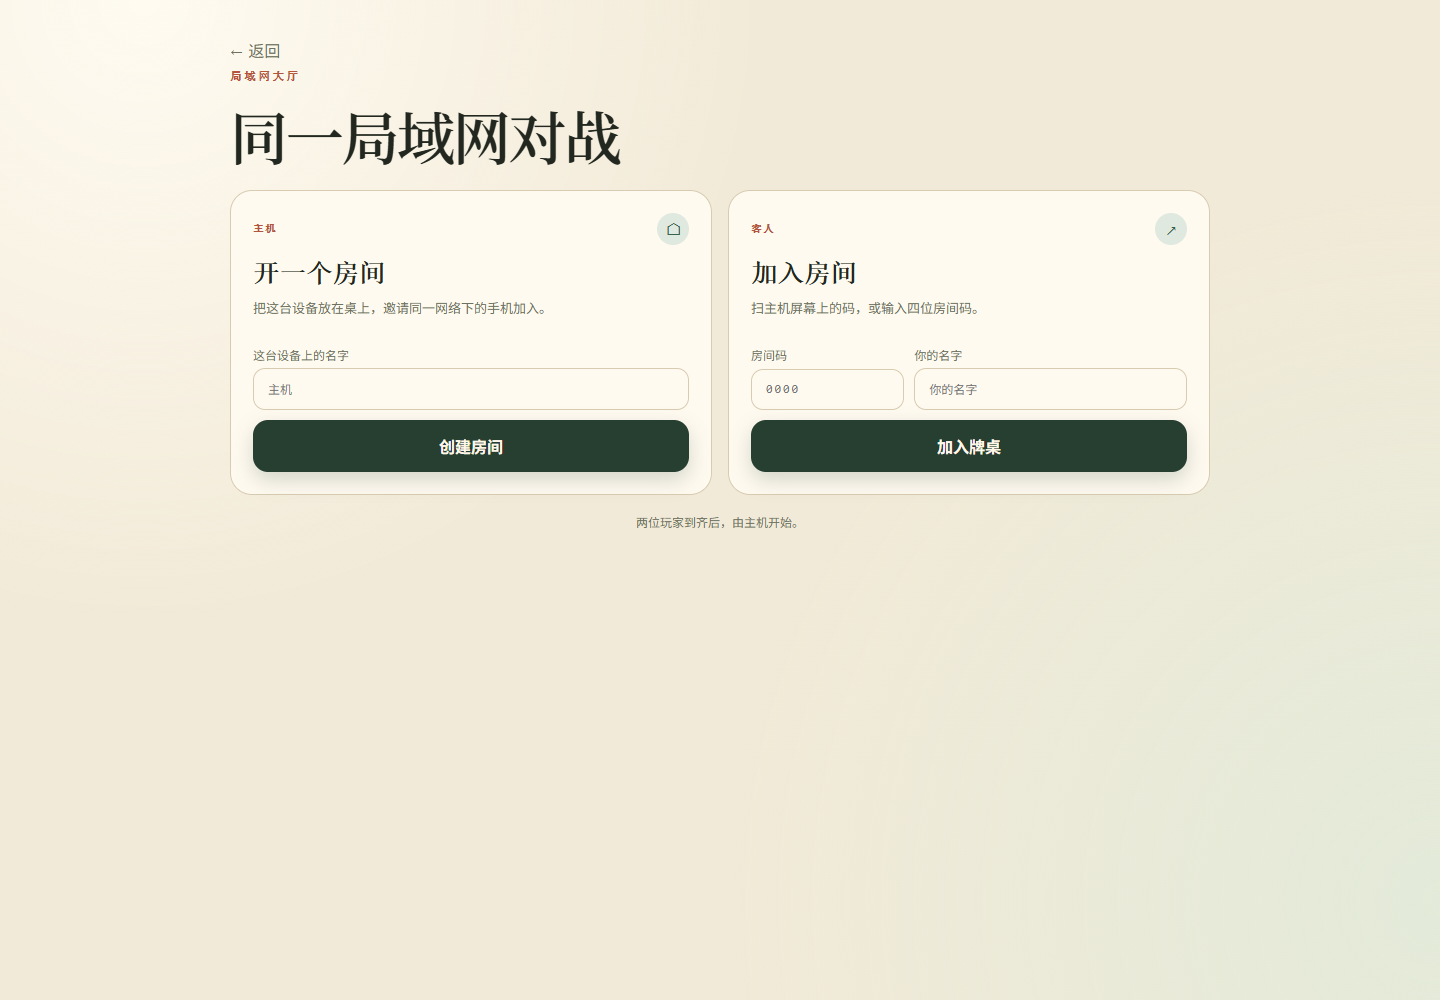 ← 返回
局域网大厅
同一局域网对战
主机
开一个房间
把这台设备放在桌上，邀请同一网络下的手机加入。
这台设备上的名字
主机
创建房间
客人
加入房间
扫主机屏幕上的码，或输入四位房间码。
房间码
你的名字
0000
你的名字
加入牌桌
两位玩家到齐后，由主机开始。